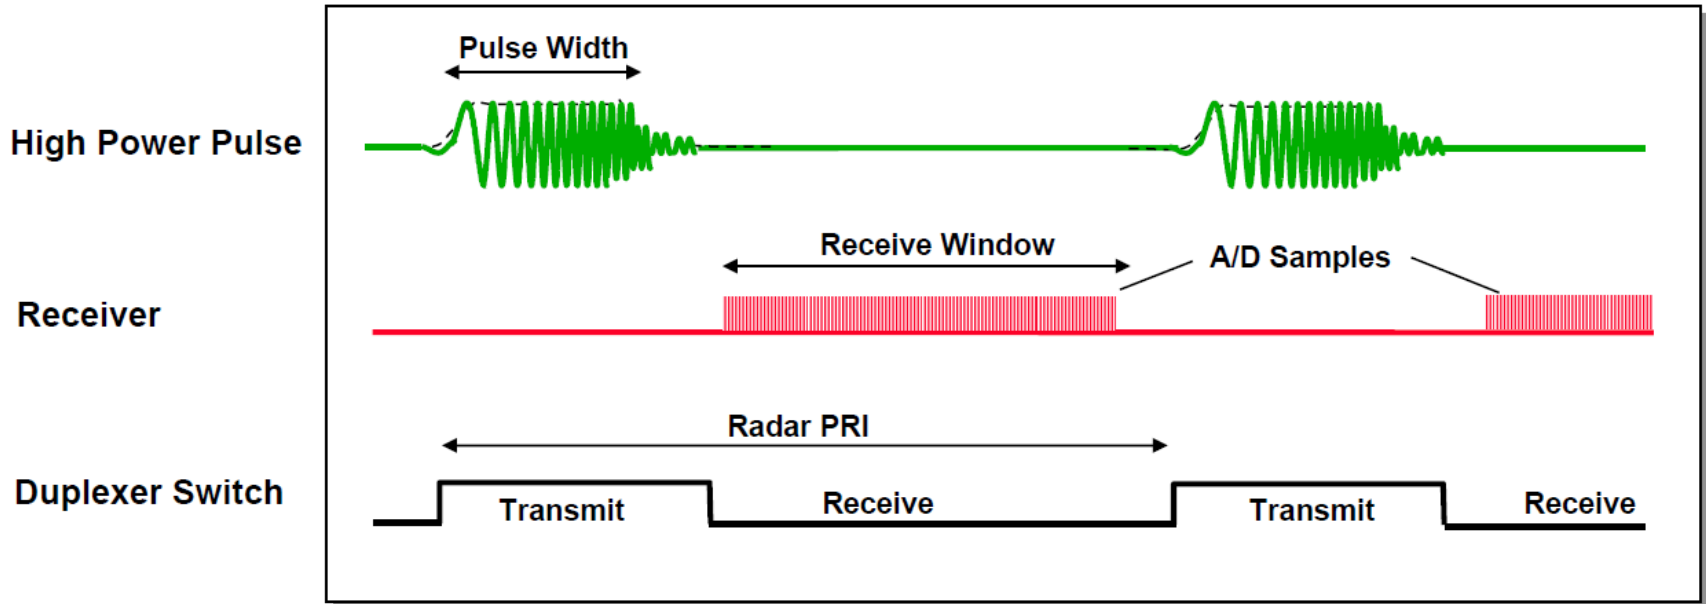 Pulse Width
High Power Pulse
Receive Window
A/D Samples
Receiver
Radar PRI
Duplexer Switch
Transmit
Receive
Transmit
Receive